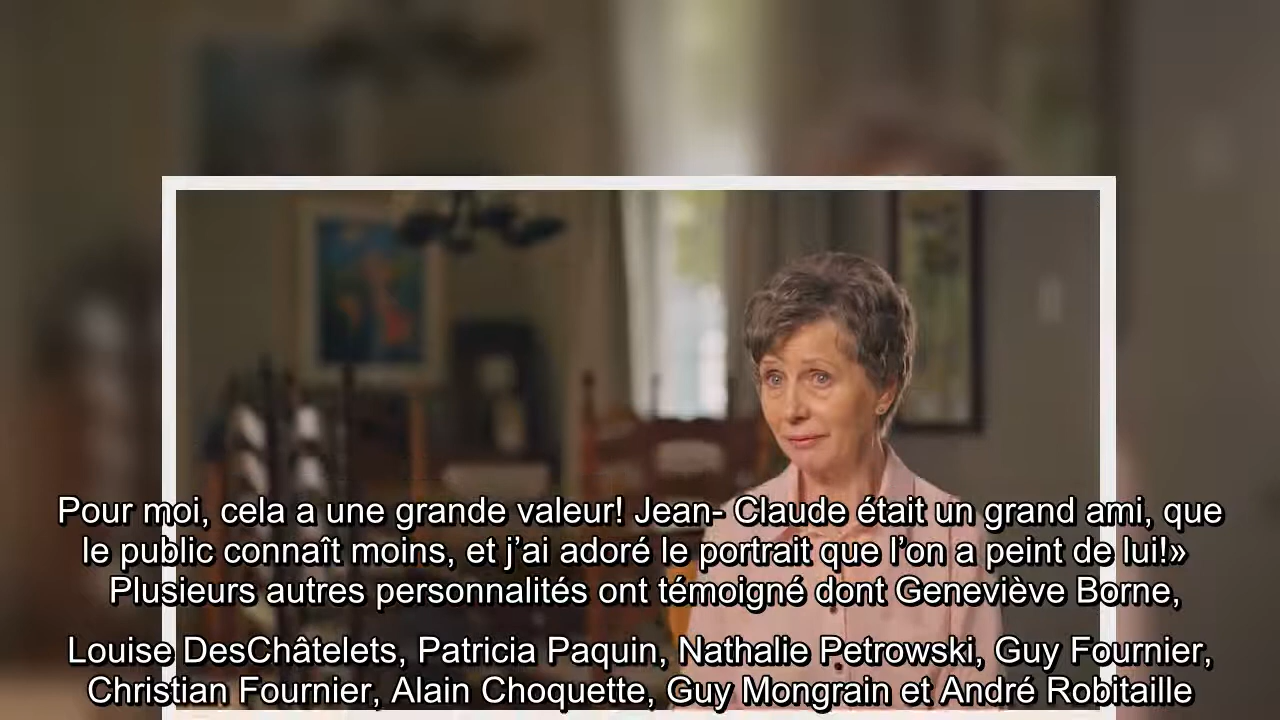 Pour moi, cela a une grande valeur! Jean- Claude était un grand ami, que
le public connaît moins, et j’ai adoré le portrait que l’on a peint de lui!»
Plusieurs autres personnalités ont témoigné dont Geneviève Borne,
Louise DesChâtelets, Patricia Paquin, Nathalie Petrowski, Guy Fournier,
Christian Fournier, Alain Choquette, Guy Mongrain et André Robitaille